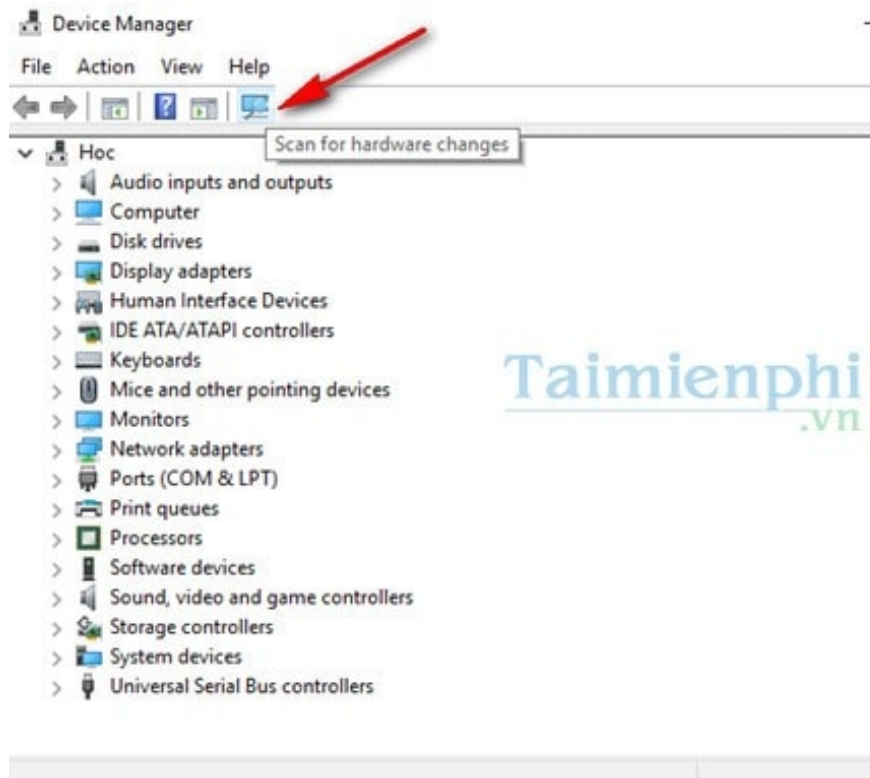 Device Manager
File Action View Help
Scan for hardware changes
Hoc
Audio inputs and outputs
Computer
Disk drives
Display adapters
Human Interface Devices
IDE ATA/ATAPI controllers
Keyboards
Mice and other pointing devices
Monitors
Network adapters
Ports (COM & LPT)
Print queues
Processors
Software devices
Sound, video and game controllers
Storage controllers
System devices
Universal Serial Bus controllers
Taimienphi
.vn